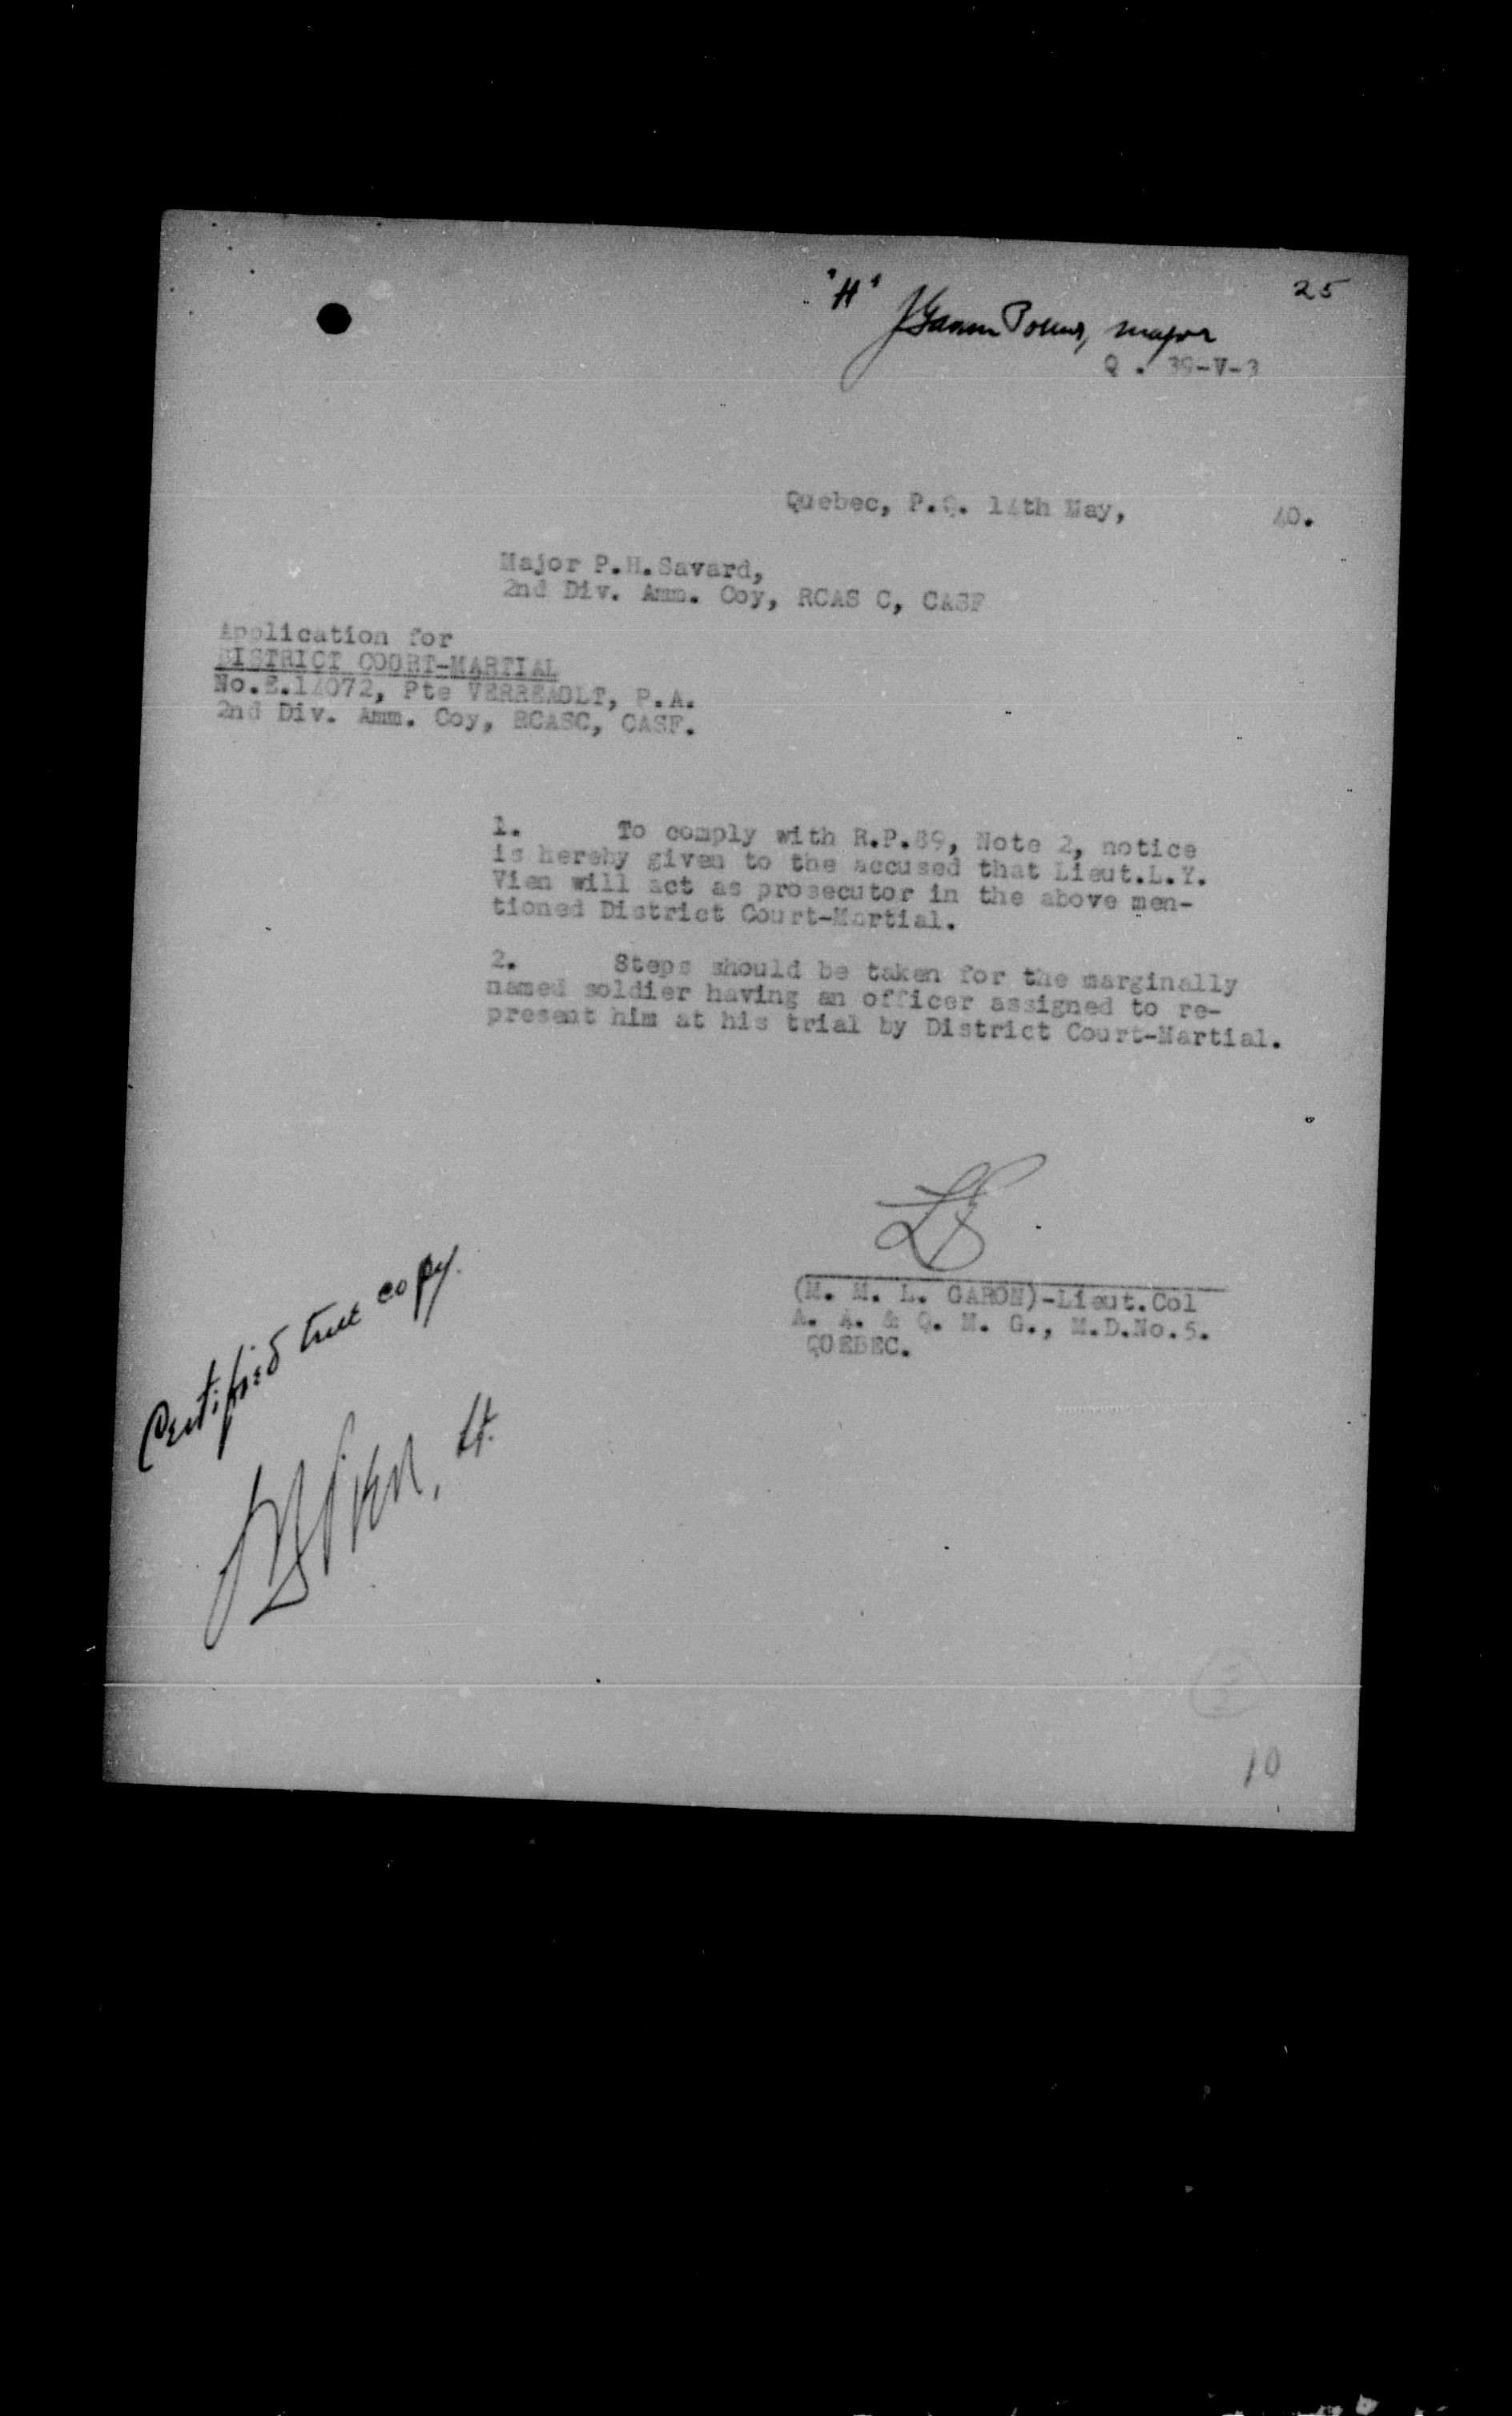 "H"
25
major
Q . 39-V-3
Quebec, P.Q. 14th May, 40.
Major P.H.Savard,
2nd Div. Amm. Coy, RCAS C, CASF
Application for
DISTRICT COURT-MARTIAL
No.E.14072, Pte VERREAULT, P.A.
2nd Div. Amm. Coy, RCASC, CASF.
1. To comply with R.P.89, Note 2, notice
is hereby given to the accused that Lieut.L.Y.
Vien will act as prosecutor in the above men-
tioned District Court-Martial.
2. Steps should be taken for the marginally
named soldier having an officer assigned to re-
present him at his trial by District Court-Martial.
(M. M. L. GARON)-Lieut.Col
A. A. & Q. M. G., M.D.No.5.
QUEBEC.
Certified true copy.
Vien, Lt.
10